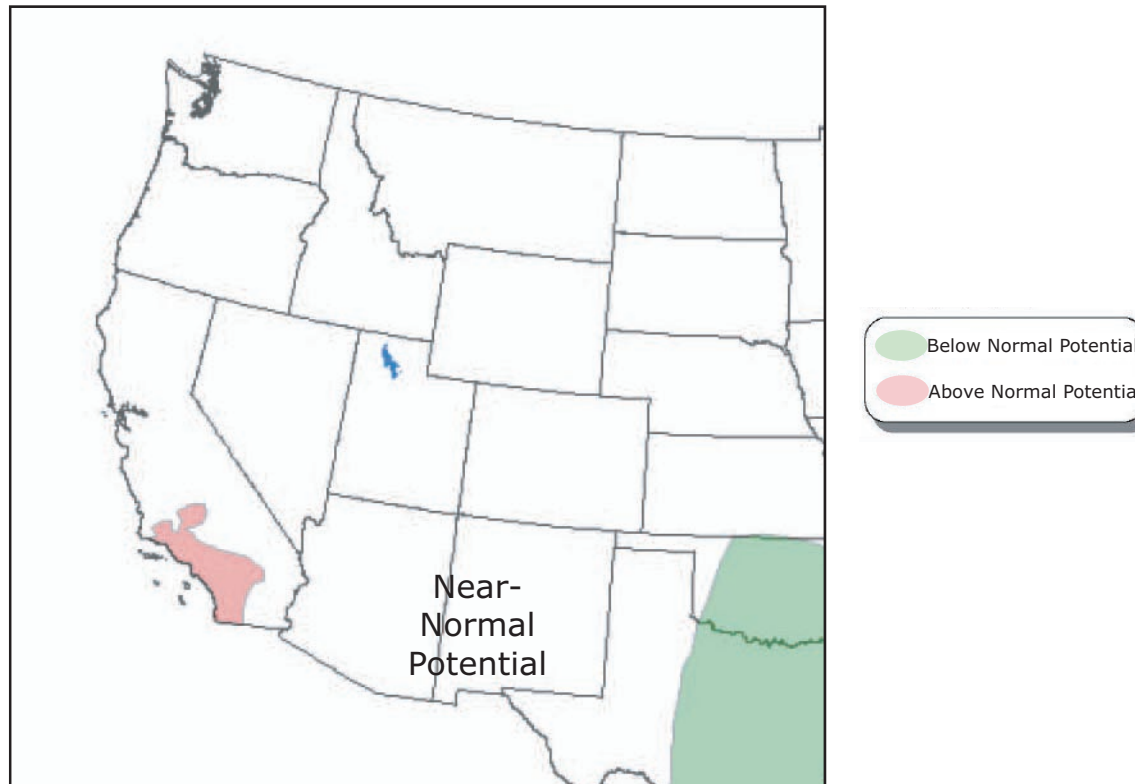 Near-
Normal
Potential
Below Normal Potential
Above Normal Potentia